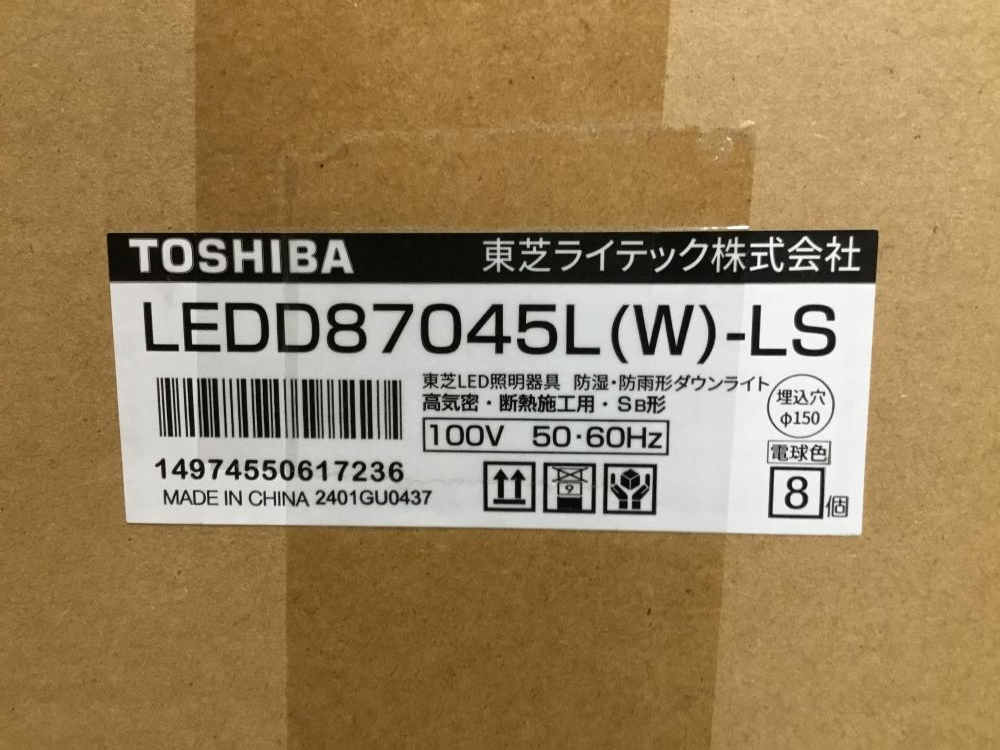 TOSHIBA 東芝ライテック株式会社
LEDD87045L(W)-LS
東芝LED照明器具 防湿・防雨形ダウンライト
高気密・断熱施工用・SB形
埋込穴
φ150
100V 50・60Hz
電球色
14974550617236
MADE IN CHINA 2401GU0437
9
8個